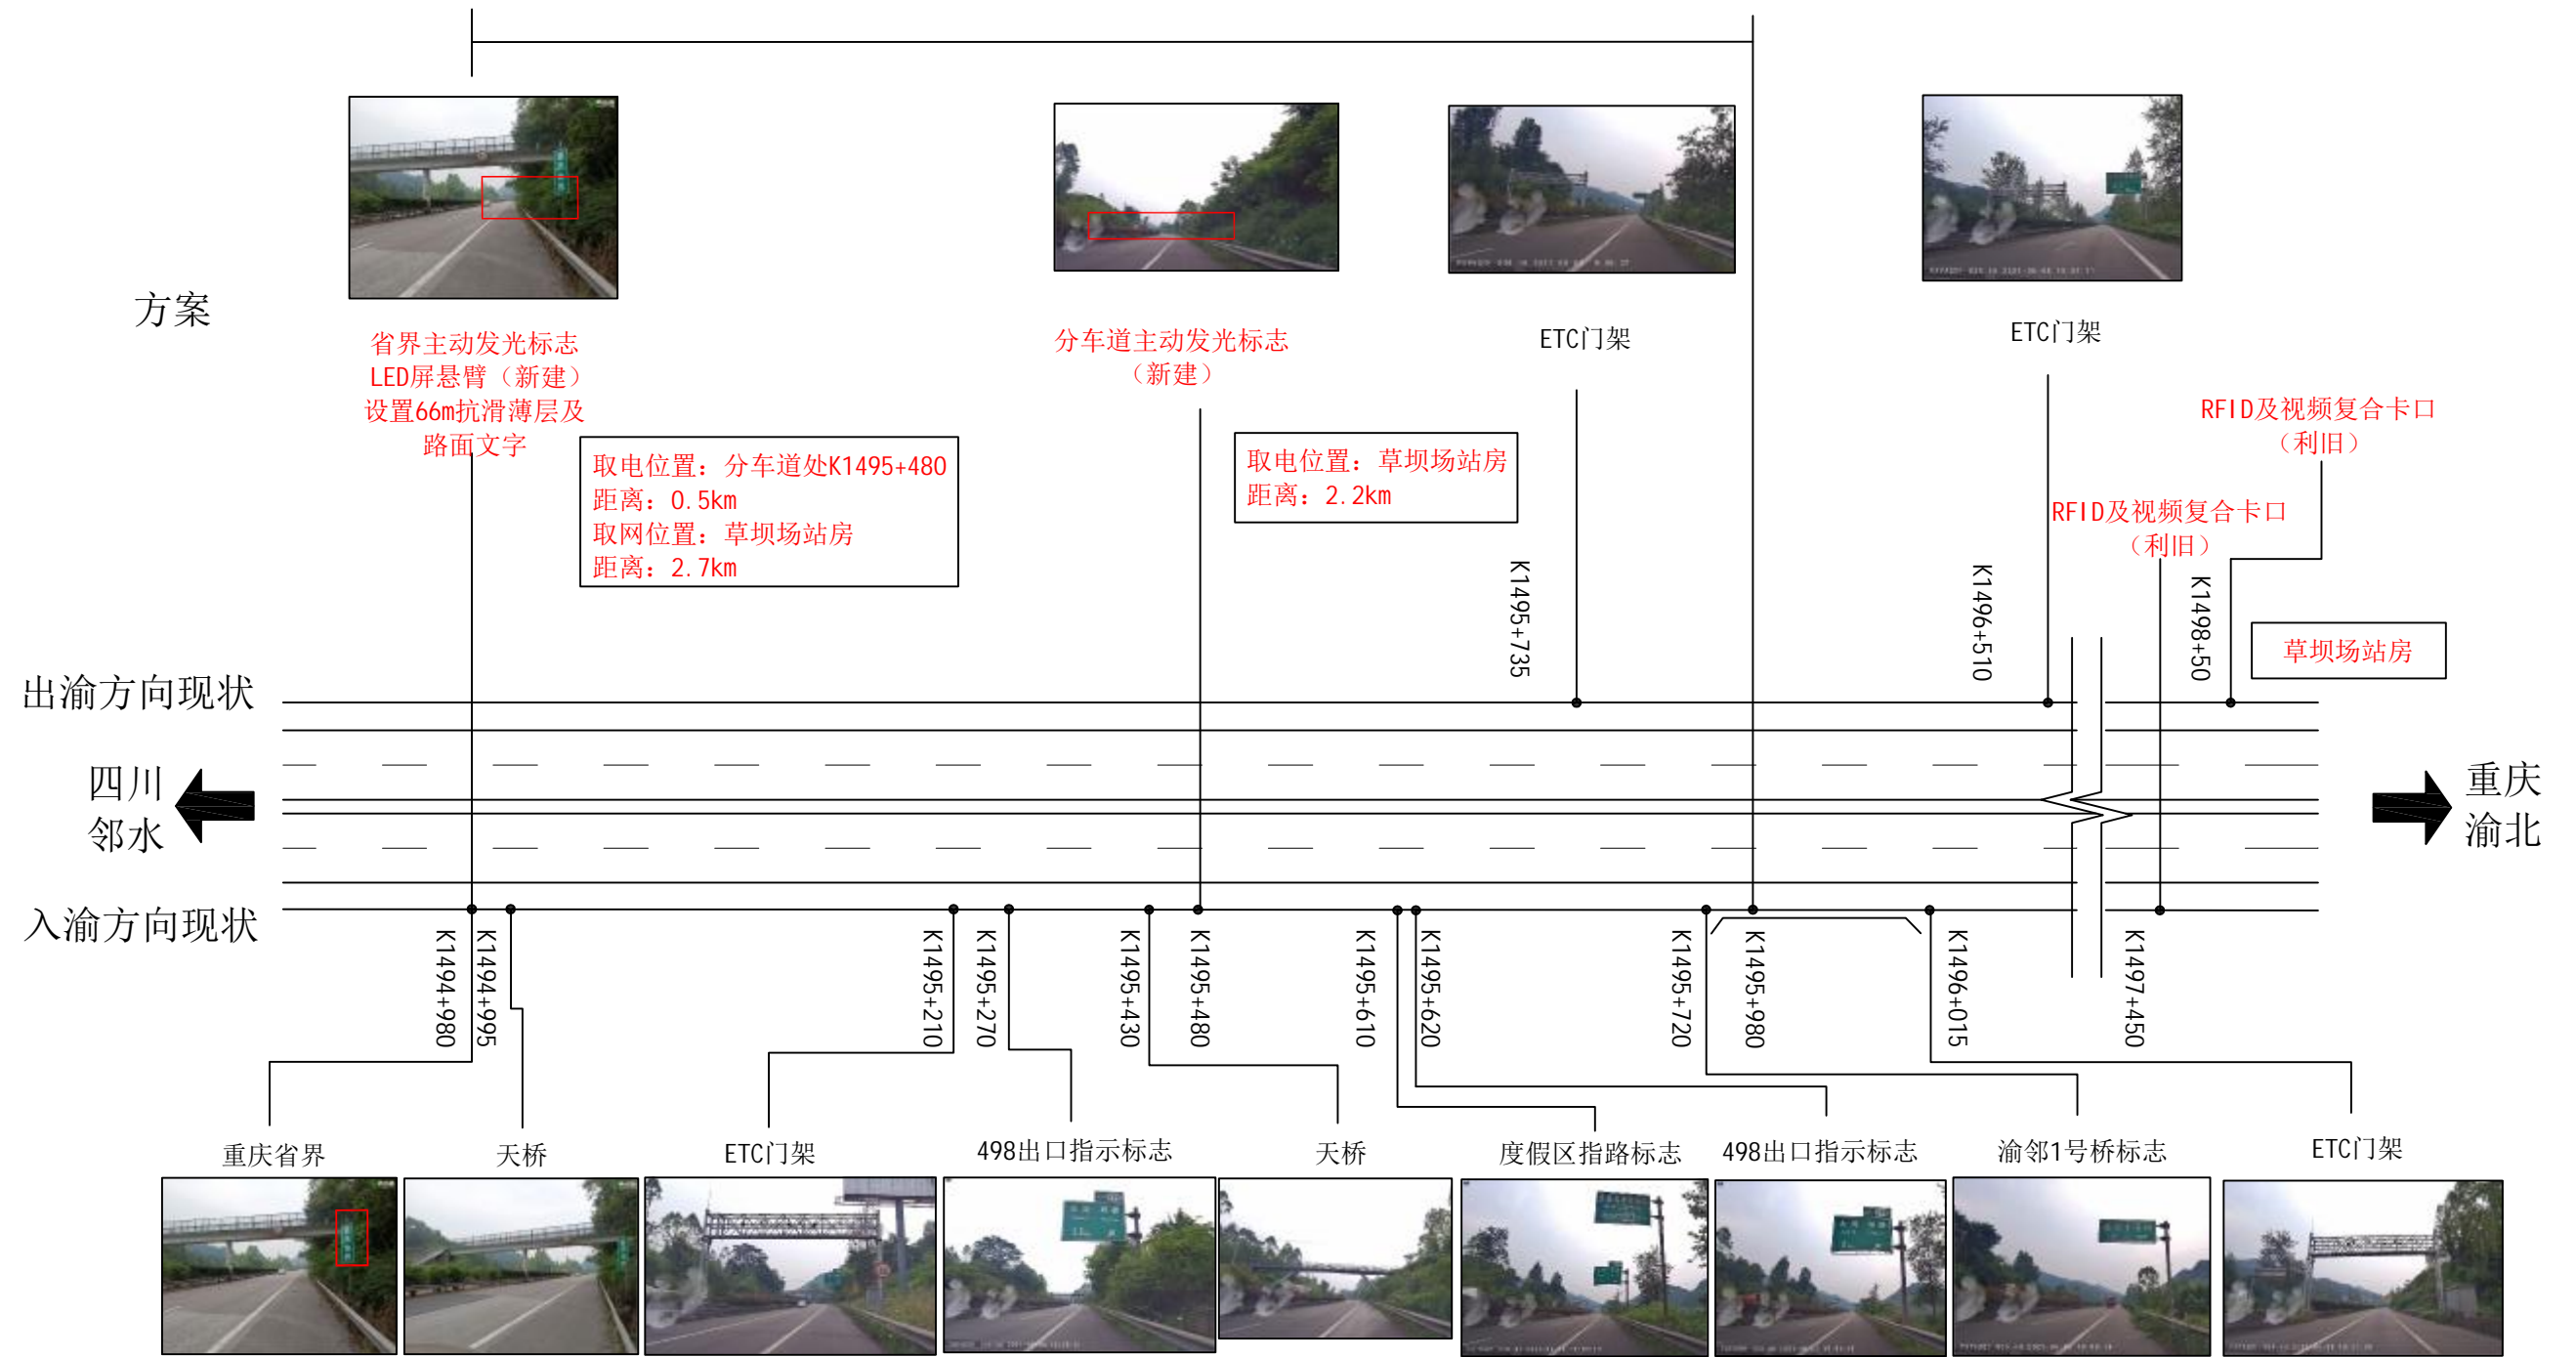 方案
省界主动发光标志
LED屏悬臂（新建）
设置66m抗滑薄层及
路面文字
取电位置：分车道处K1495+480
距离：0.5km
取网位置：草坝场站房
距离：2.7km
分车道主动发光标志
（新建）
取电位置：草坝场站房
距离：2.2km
ETC门架
ETC门架
RFID及视频复合卡口
（利旧）
RFID及视频复合卡口
（利旧）
K1495+735
K1496+510
K1498+50
草坝场站房
出渝方向现状
四川
邻水
重庆
渝北
入渝方向现状
K1494+980
K1494+995
K1495+210
K1495+270
K1495+430
K1495+480
K1495+610
K1495+620
K1495+720
K1495+980
K1496+015
K1497+450
重庆省界
天桥
ETC门架
498出口指示标志
天桥
度假区指路标志
498出口指示标志
渝邻1号桥标志
ETC门架